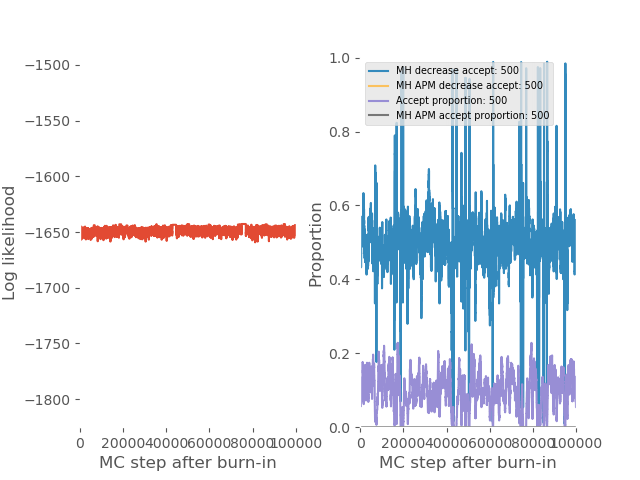 −1500
−1550
−1600
−1650
−1700
−1750
−1800
Log likelihood
0 20000 40000 60000 80000 100000
MC step after burn-in
1.0
0.8
0.6
0.4
0.2
0.0
Proportion
MH decrease accept: 500
MH APM decrease accept: 500
Accept proportion: 500
MH APM accept proportion: 500
0 20000 40000 60000 80000 100000
MC step after burn-in